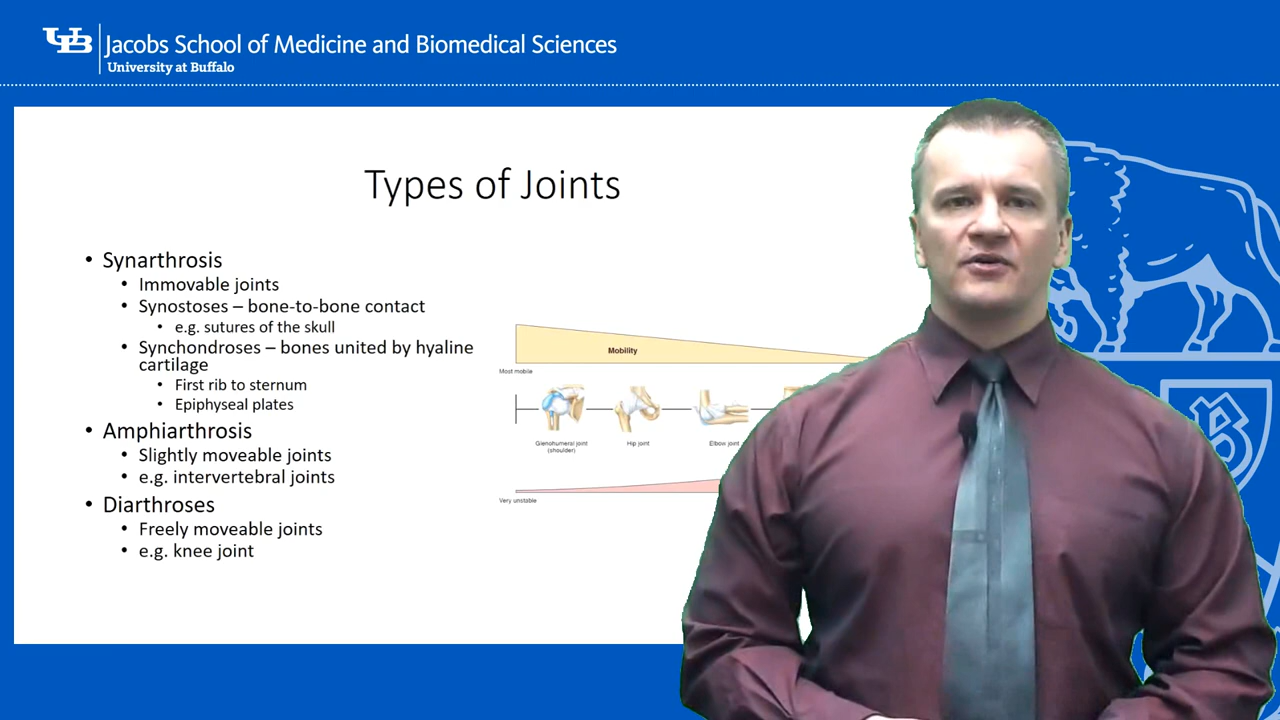 UB
Jacobs School of Medicine and Biomedical Sciences
University at Buffalo
Types of Joints
• Synarthrosis
• Immovable joints
• Synostoses – bone-to-bone contact
• e.g. sutures of the skull
• Synchondroses – bones united by hyaline
cartilage
• First rib to sternum
• Epiphyseal plates
• Amphiarthrosis
• Slightly moveable joints
• e.g. intervertebral joints
• Diarthroses
• Freely moveable joints
• e.g. knee joint
Mobility
Most mobile
Glenohumeral joint
(shoulder)
Hip joint
Elbow joint
Very unstable
B